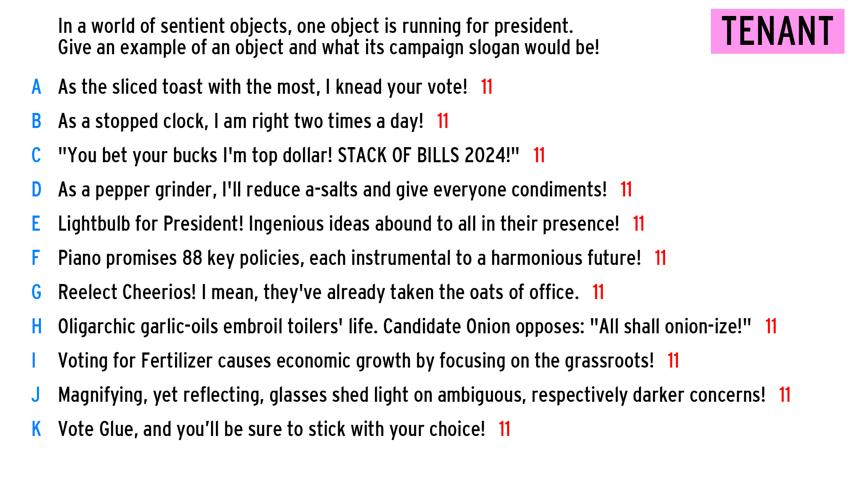 In a world of sentient objects, one object is running for president.
Give an example of an object and what its campaign slogan would be!
TENANT
A As the sliced toast with the most, I knead your vote! 11
B As a stopped clock, I am right two times a day! 11
C "You bet your bucks I'm top dollar! STACK OF BILLS 2024!" 11
D As a pepper grinder, I'll reduce a-salts and give everyone condiments! 11
E Lightbulb for President! Ingenious ideas abound to all in their presence! 11
F Piano promises 88 key policies, each instrumental to a harmonious future! 11
G Reelect Cheerios! I mean, they've already taken the oats of office. 11
H Oligarchic garlic-oils embroil toilers' life. Candidate Onion opposes: "All shall onion-ize!" 11
I Voting for Fertilizer causes economic growth by focusing on the grassroots! 11
J Magnifying, yet reflecting, glasses shed light on ambiguous, respectively darker concerns! 11
K Vote Glue, and you’ll be sure to stick with your choice! 11